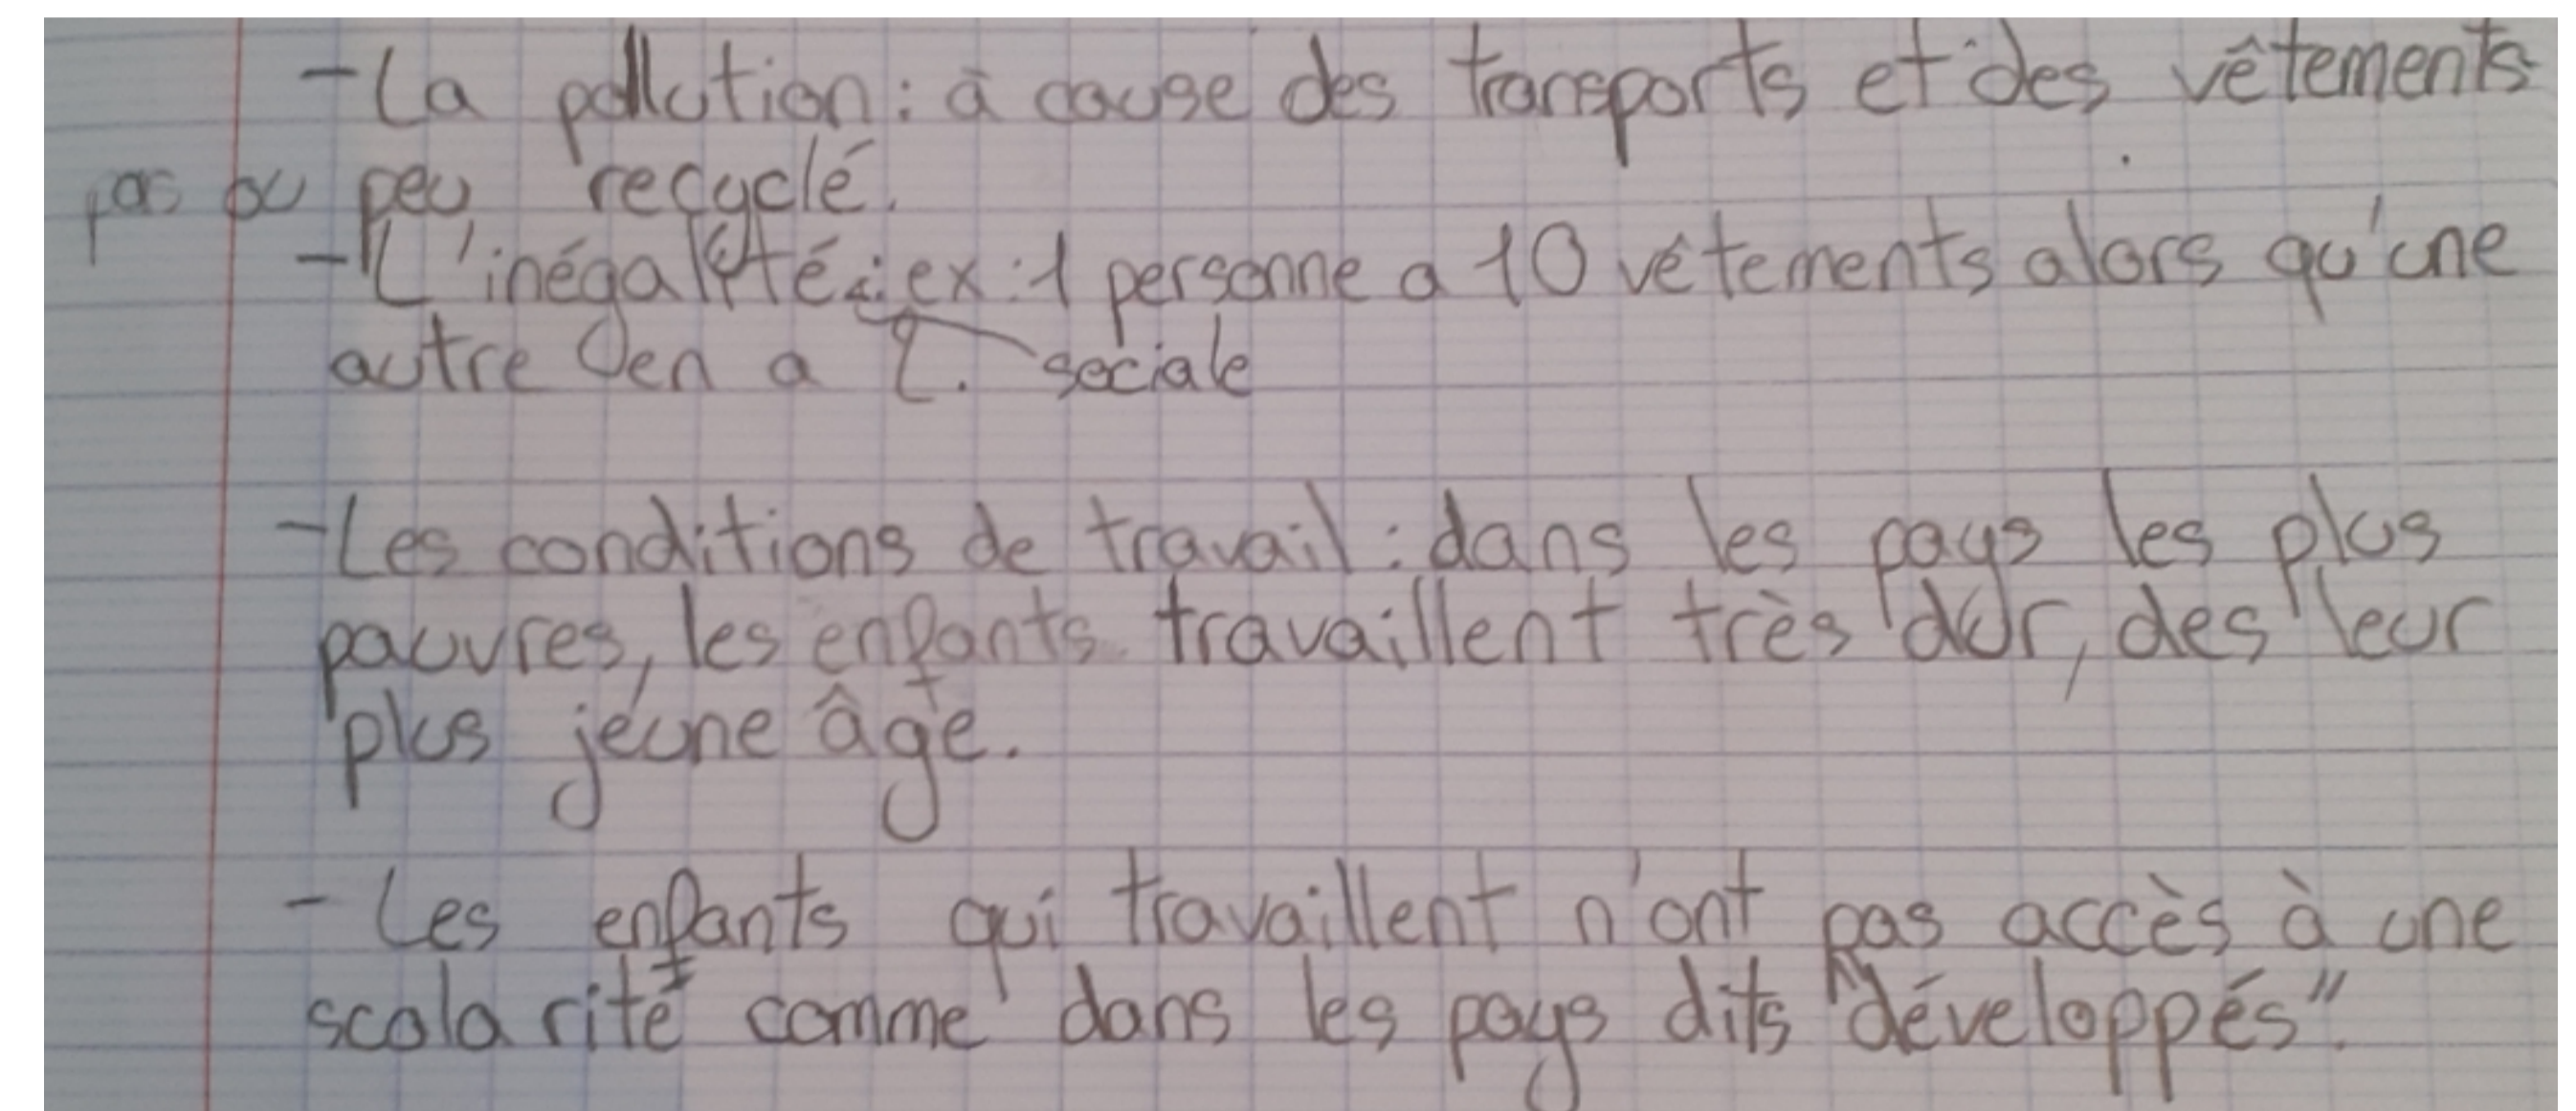 - La pollution : à cause des transports et des vêtements
pas ou peu recyclé.
- L'inégalité : ex : 1 personne a 10 vêtements alors qu'une
autre en a 2. sociale
- Les conditions de travail : dans les pays les plus
pauvres, les enfants travaillent très dur, des leur
plus jeune âge.
- Les enfants qui travaillent n'ont pas accès à une
scolarité comme dans les pays dits "développés".